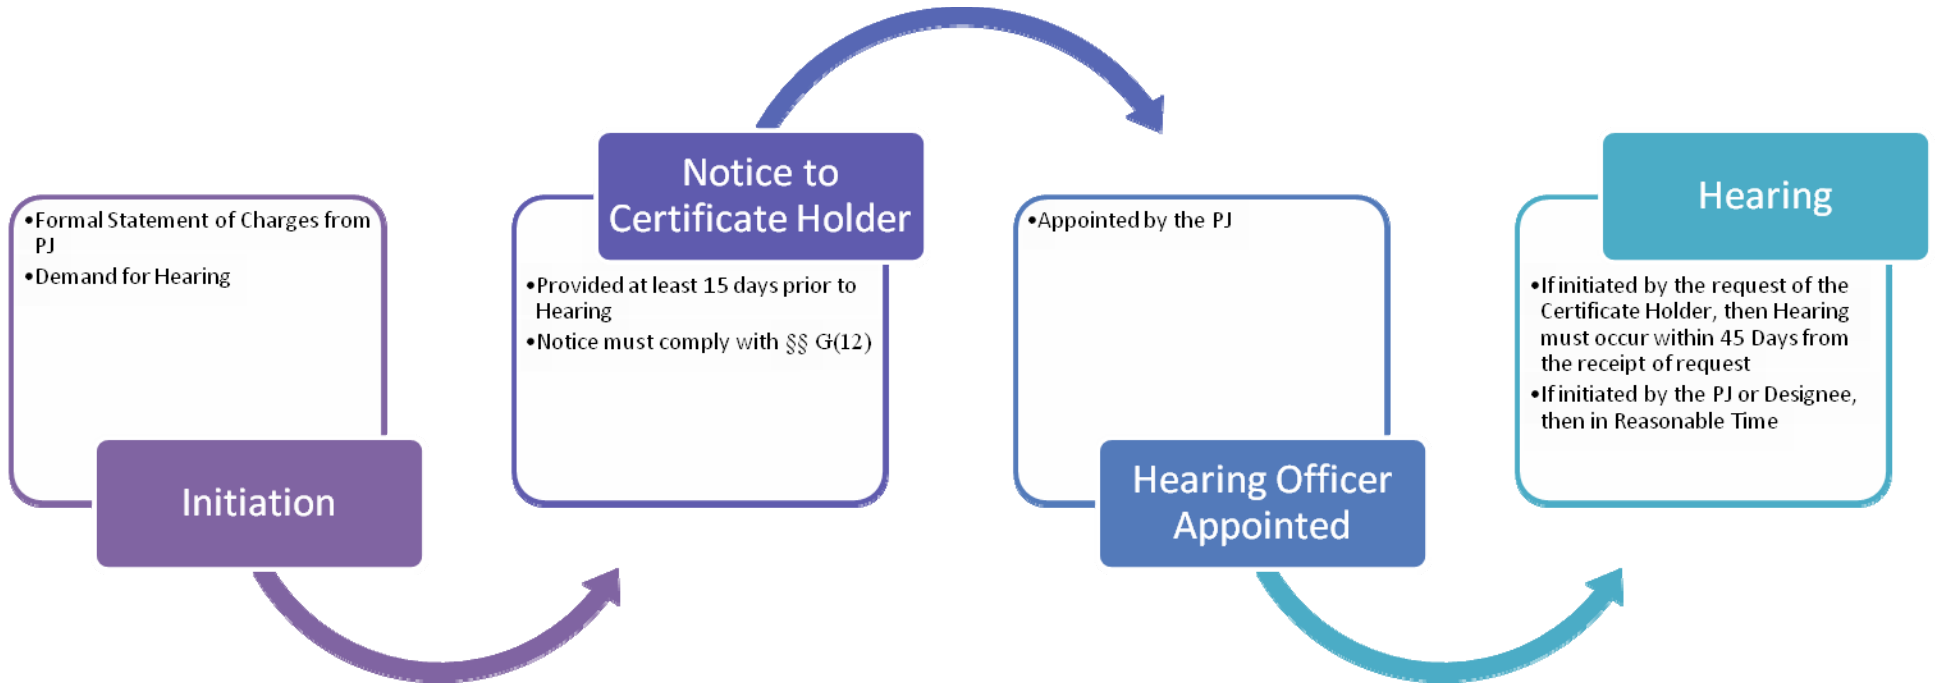 •Formal Statement of Charges from
PJ
•Demand for Hearing
Initiation
Notice to
Certificate Holder
•Provided at least 15 days prior to
Hearing
•Notice must comply with §§ G(12)
•Appointed by the PJ
Hearing Officer
Appointed
Hearing
•If initiated by the request of the
Certificate Holder, then Hearing
must occur within 45 Days from
the receipt of request
•If initiated by the PJ or Designee,
then in Reasonable Time